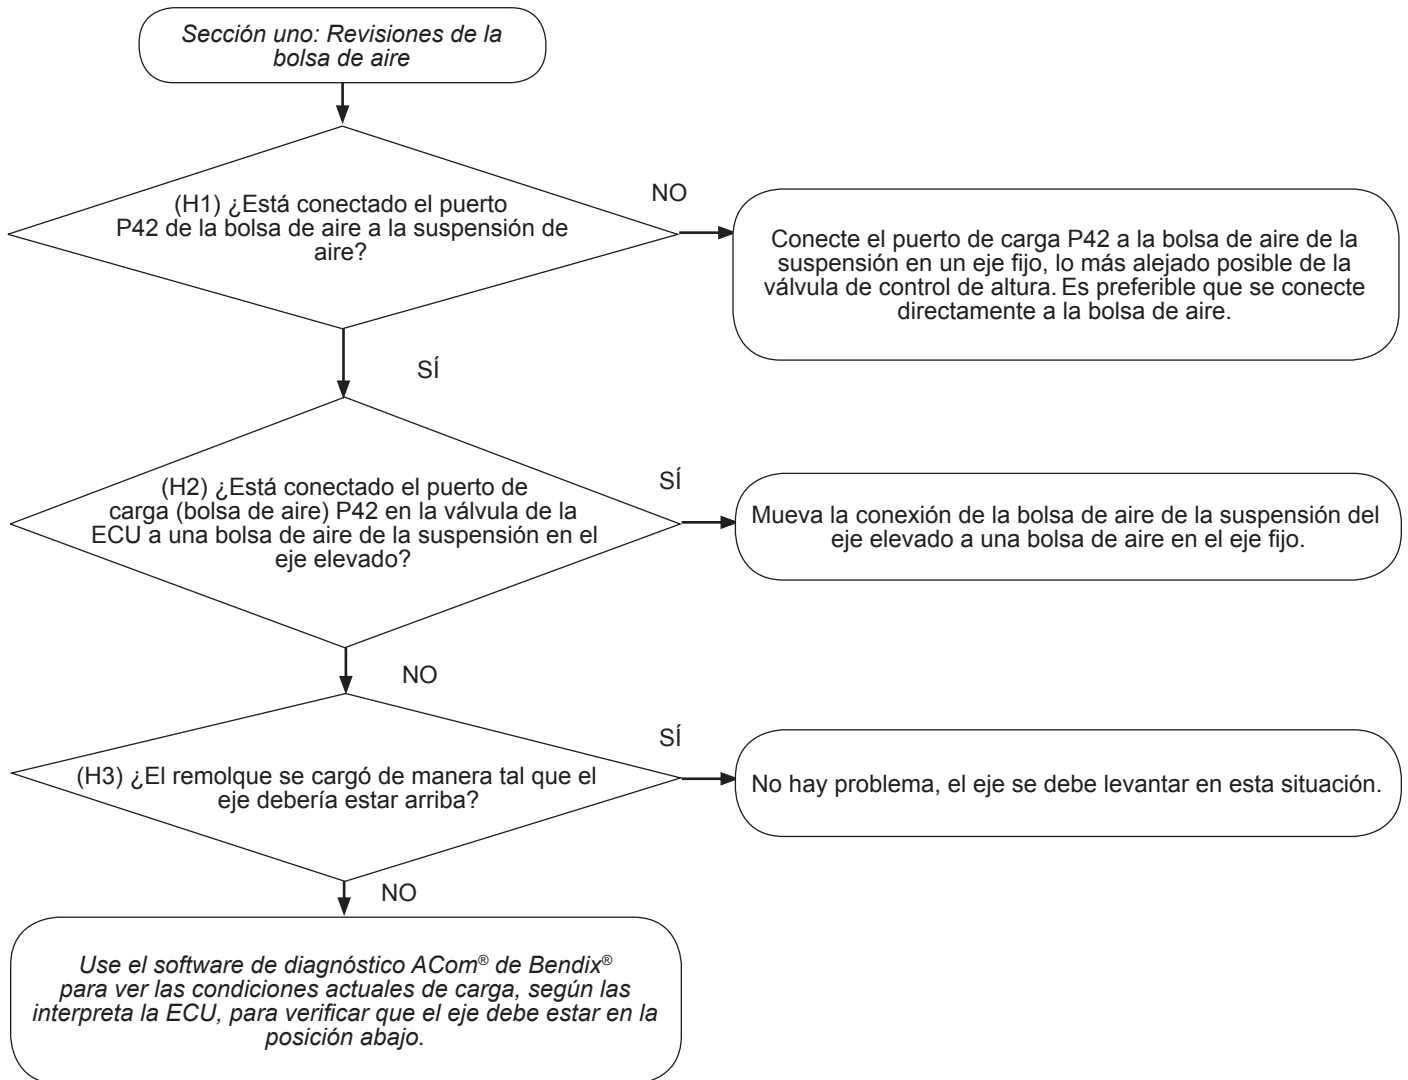 Sección uno: Revisiones de la
bolsa de aire
(H1) ¿Está conectado el puerto
P42 de la bolsa de aire a la suspensión de
aire?
NO
Conecte el puerto de carga P42 a la bolsa de aire de la
suspensión en un eje fijo, lo más alejado posible de la
válvula de control de altura. Es preferible que se conecte
directamente a la bolsa de aire.
SÍ
(H2) ¿Está conectado el puerto de
carga (bolsa de aire) P42 en la válvula de la
ECU a una bolsa de aire de la suspensión en el
eje elevado?
SÍ
Mueva la conexión de la bolsa de aire de la suspensión del
eje elevado a una bolsa de aire en el eje fijo.
NO
(H3) ¿El remolque se cargó de manera tal que el
eje debería estar arriba?
SÍ
No hay problema, el eje se debe levantar en esta situación.
NO
Use el software de diagnóstico ACom® de Bendix®
para ver las condiciones actuales de carga, según las
interpreta la ECU, para verificar que el eje debe estar en la
posición abajo.